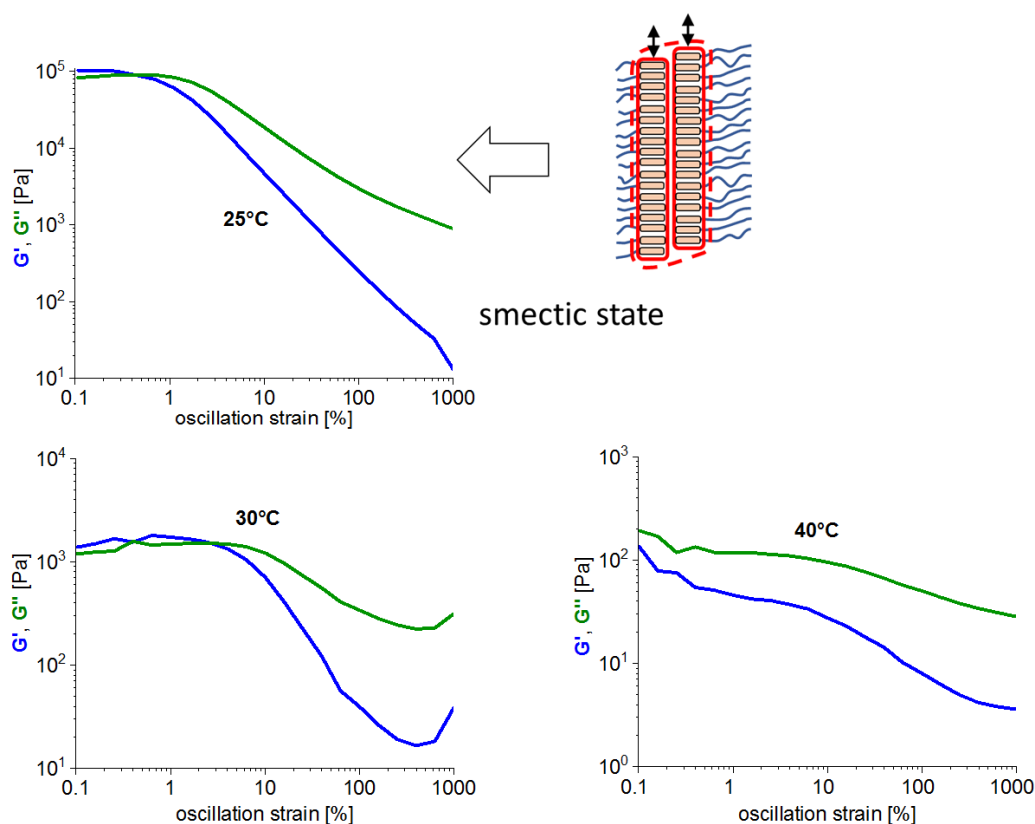 10⁵
10⁴
10³
10²
10¹
G', G'' [Pa]
25°C
0.1 1 10 100 1000
oscillation strain [%]
smectic state
10⁴
10³
10²
10¹
G', G'' [Pa]
30°C
0.1 1 10 100 1000
oscillation strain [%]
10³
10²
10¹
10⁰
G', G'' [Pa]
40°C
0.1 1 10 100 1000
oscillation strain [%]